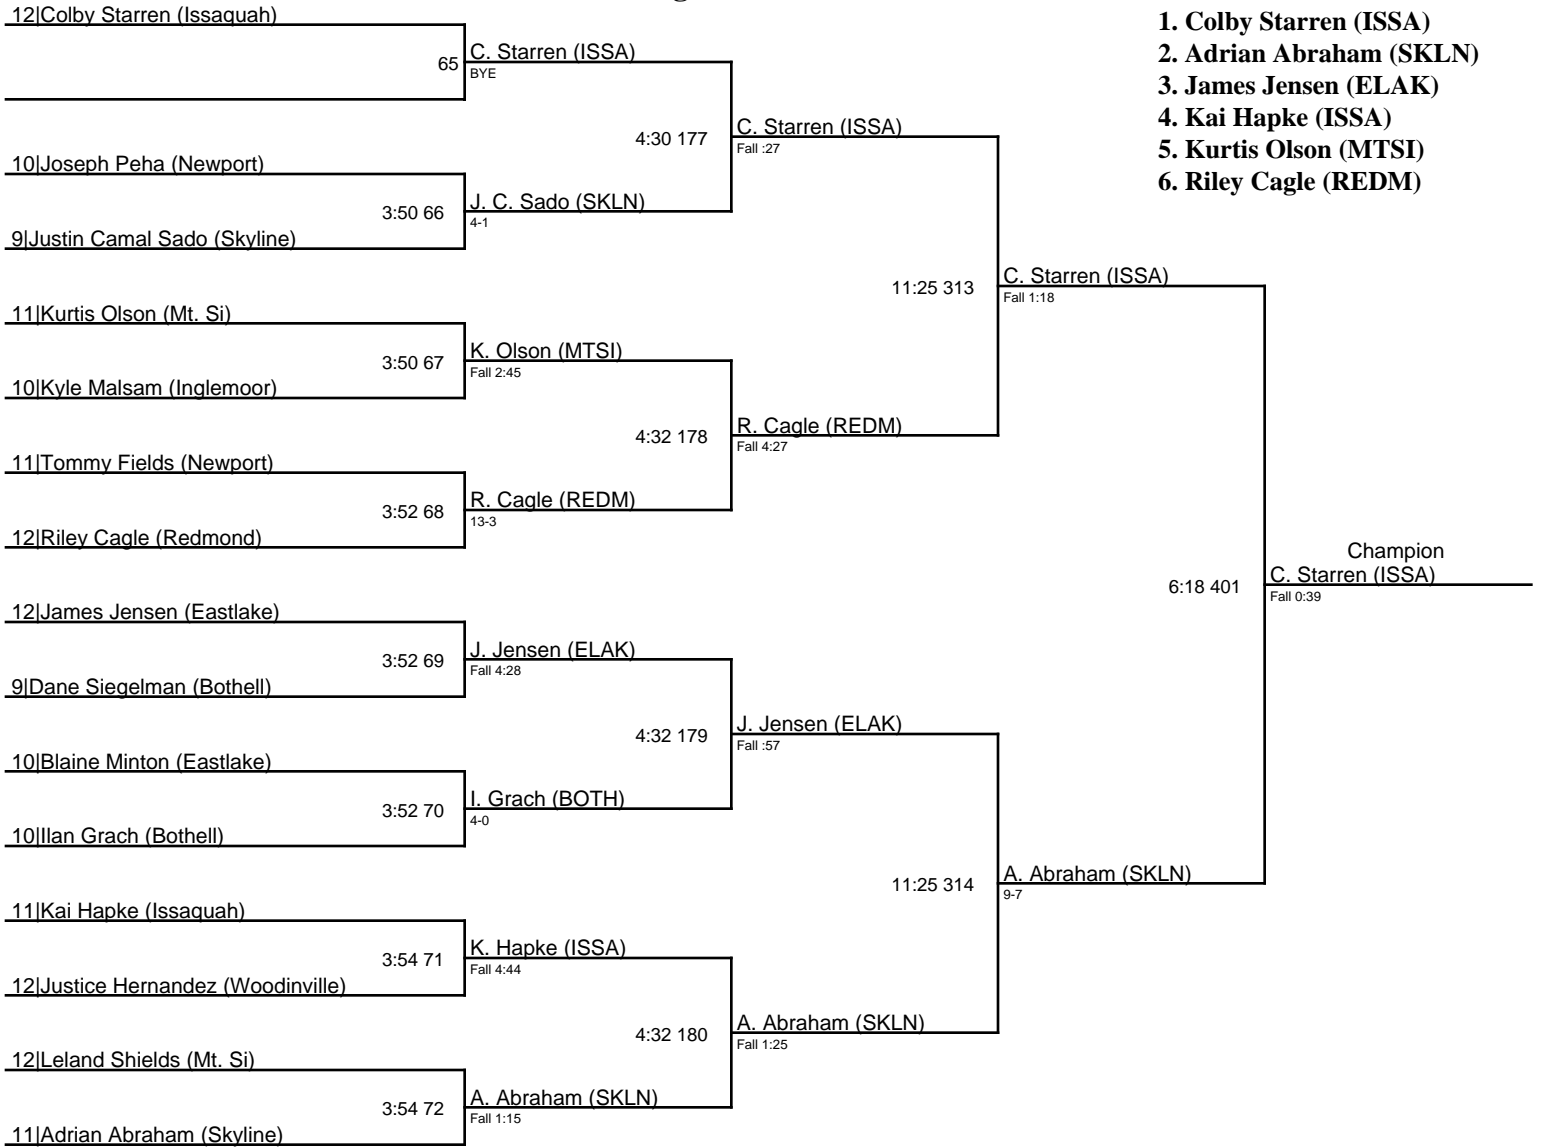 12|Colby Starren (Issaquah)
65
C. Starren (ISSA)
BYE
10|Joseph Peha (Newport)
3:50 66
9|Justin Camal Sado (Skyline)
J. C. Sado (SKLN)
4-1
4:30 177
C. Starren (ISSA)
Fall :27
11|Kurtis Olson (Mt. Si)
3:50 67
10|Kyle Malsam (Inglemoor)
K. Olson (MTSI)
Fall 2:45
11|Tommy Fields (Newport)
3:52 68
12|Riley Cagle (Redmond)
R. Cagle (REDM)
13-3
4:32 178
R. Cagle (REDM)
Fall 4:27
11:25 313
C. Starren (ISSA)
Fall 1:18
12|James Jensen (Eastlake)
3:52 69
9|Dane Siegelman (Bothell)
J. Jensen (ELAK)
Fall 4:28
10|Blaine Minton (Eastlake)
3:52 70
10|Ilan Grach (Bothell)
I. Grach (BOTH)
4-0
4:32 179
J. Jensen (ELAK)
Fall :57
11|Kai Hapke (Issaquah)
3:54 71
12|Justice Hernandez (Woodinville)
K. Hapke (ISSA)
Fall 4:44
12|Leland Shields (Mt. Si)
3:54 72
11|Adrian Abraham (Skyline)
A. Abraham (SKLN)
Fall 1:15
4:32 180
A. Abraham (SKLN)
Fall 1:25
11:25 314
A. Abraham (SKLN)
9-7
6:18 401
Champion
C. Starren (ISSA)
Fall 0:39
1. Colby Starren (ISSA)
2. Adrian Abraham (SKLN)
3. James Jensen (ELAK)
4. Kai Hapke (ISSA)
5. Kurtis Olson (MTSI)
6. Riley Cagle (REDM)